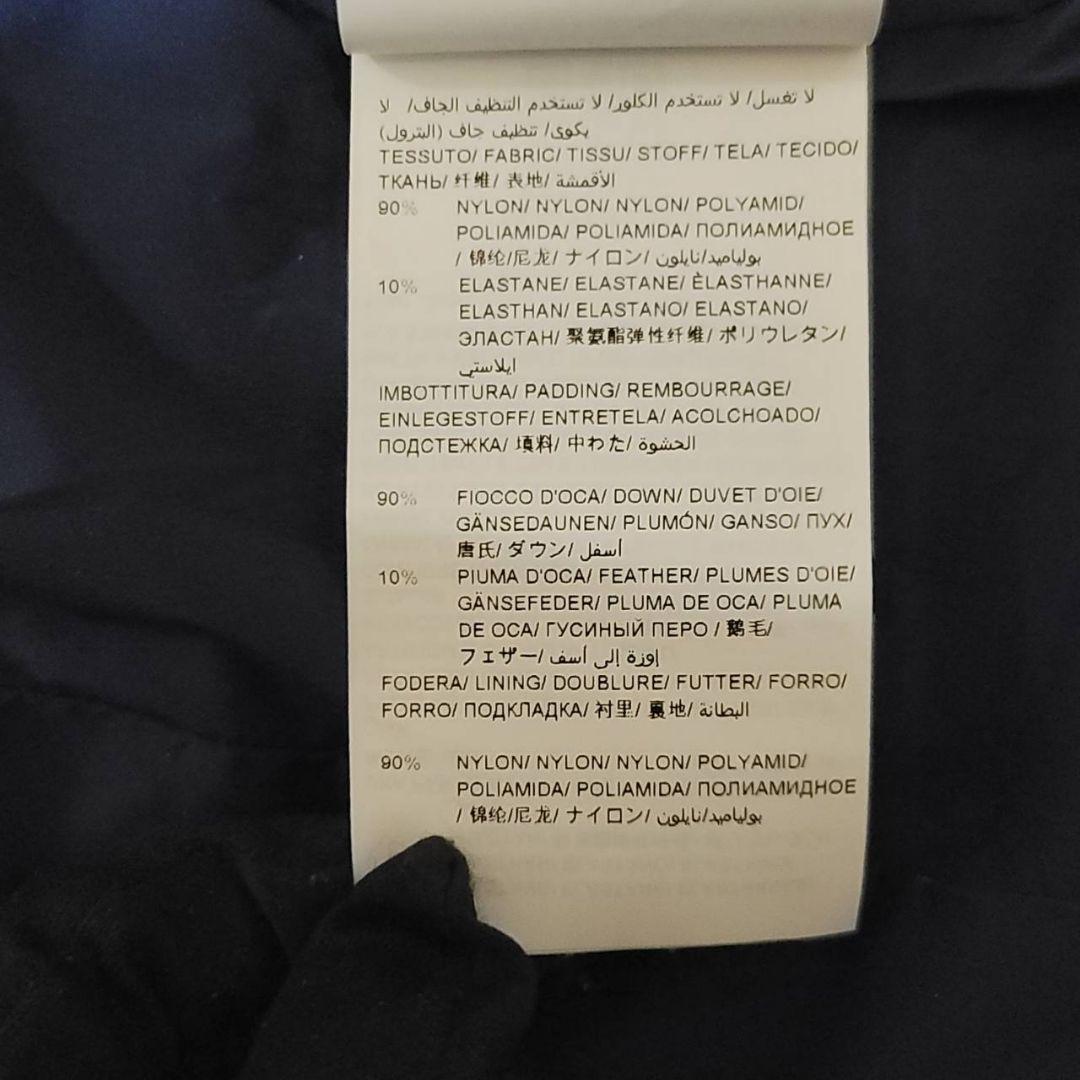 لا تغسل/ لا تستخدم الكلور/ لا تستخدم التنظيف الجاف/ لا
يكوى/ تنظيف جاف (البترول)
TESSUTO/ FABRIC/ TISSU/ STOFF/ TELA/ TECIDO/
ТКАНЬ/ 纤维/ 表地/ الأقمشة
90% NYLON/ NYLON/ NYLON/ POLYAMID/
POLIAMIDA/ POLIAMIDA/ ПОЛИАМИДНОЕ
/ 锦纶/尼龙/ ナイロン/ بولياميد/نايلون
10% ELASTANE/ ELASTANE/ ÈLASTHANNE/
ELASTHAN/ ELASTANO/ ELASTANO/
ЭЛАСТАН/ 聚氨酯弹性纤维/ ポリウレタン/
ايلاستي
IMBOTTITURA/ PADDING/ REMBOURRAGE/
EINLEGESTOFF/ ENTRETELA/ ACOLCHOADO/
ПОДСТЕЖКА/ 填料/ 中わた/ الحشوة
90% FIOCCO D'OCA/ DOWN/ DUVET D'OIE/
GÄNSEDAUNEN/ PLUMÓN/ GANSO/ ПУХ/
唐氏/ ダウン/ أسفل
10% PIUMA D'OCA/ FEATHER/ PLUMES D'OIE/
GÄNSEFEDER/ PLUMA DE OCA/ PLUMA
DE OCA/ ГУСИНЫЙ ПЕРО / 鹅毛/
フェザー/ إوزة إلى أسف
FODERA/ LINING/ DOUBLURE/ FUTTER/ FORRO/
FORRO/ ПОДКЛАДКА/ 衬里/ 裏地/ البطانة
90% NYLON/ NYLON/ NYLON/ POLYAMID/
POLIAMIDA/ POLIAMIDA/ ПОЛИАМИДНОЕ
/ 锦纶/尼龙/ ナイロン/ بولياميد/نايلون